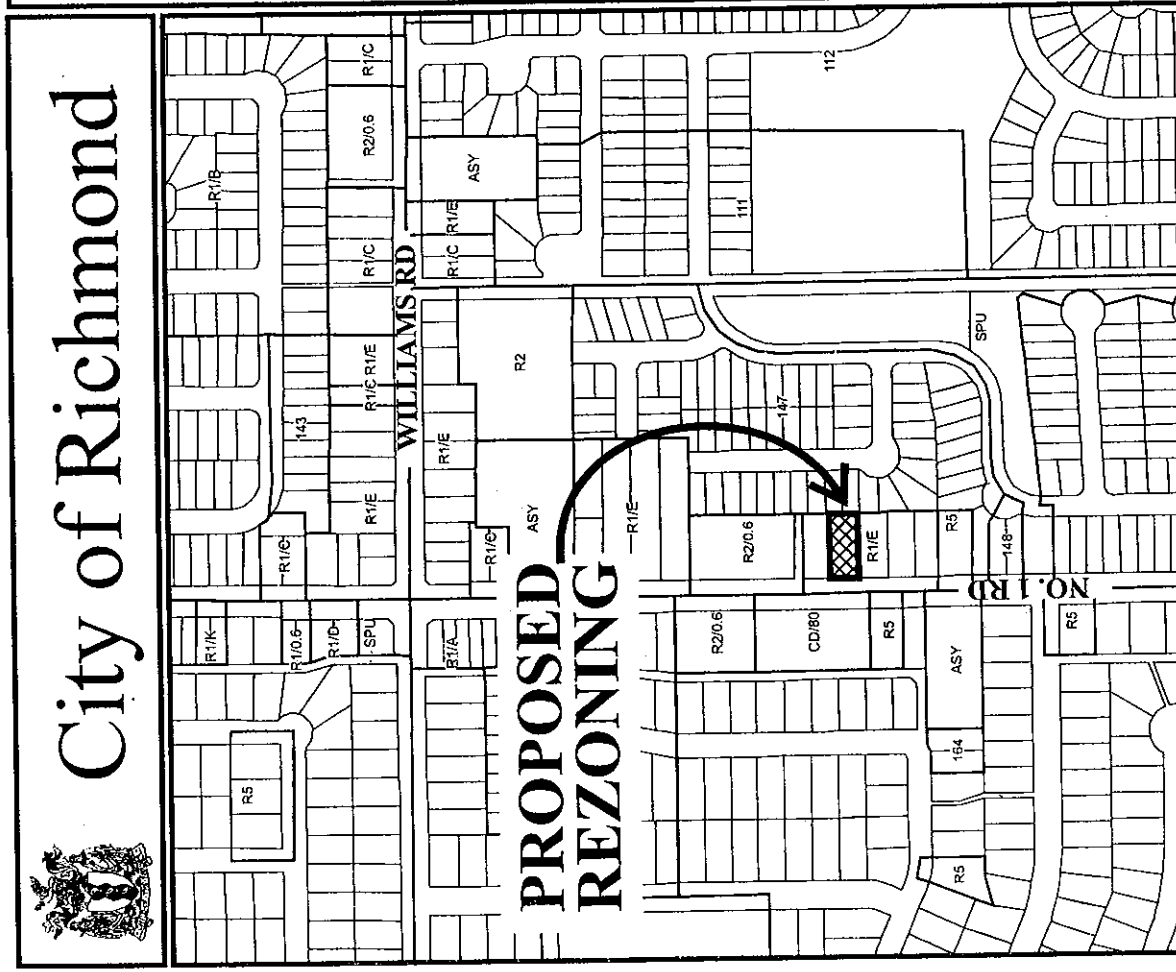 City of Richmond
R1/K
R1/0.6
R1/D
SPU
R5
R1/C
R1/E
143
R1/C
R1/E
R1/B
R1/C
R2/0.6
R1/C
WILLIAMS RD
R1/A
R1/C
R1/E
R1/C
R1/E
ASY
ASY
R2
PROPOSED
REZONING
R1/E
111
112
R2/0.6
R2/0.6
147
CD/80
R5
R1/E
R5
SPU
ASY
164
R5
148
NO. 1 RD
R5